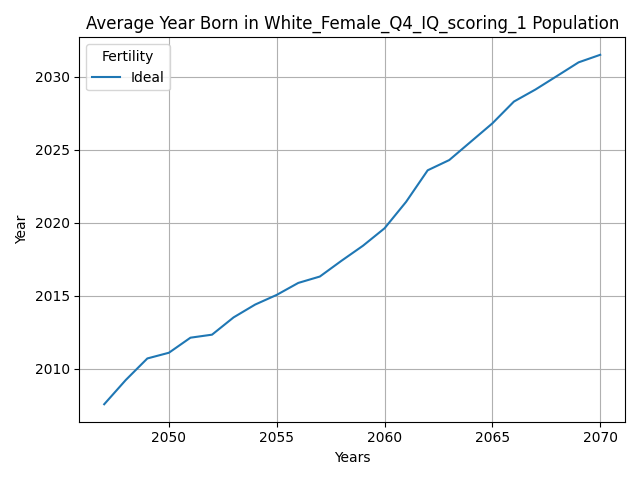 Average Year Born in White_Female_Q4_IQ_scoring_1 Population
Fertility
Ideal
2030
2025
2020
2015
2010
Year
2050 2055 2060 2065 2070
Years